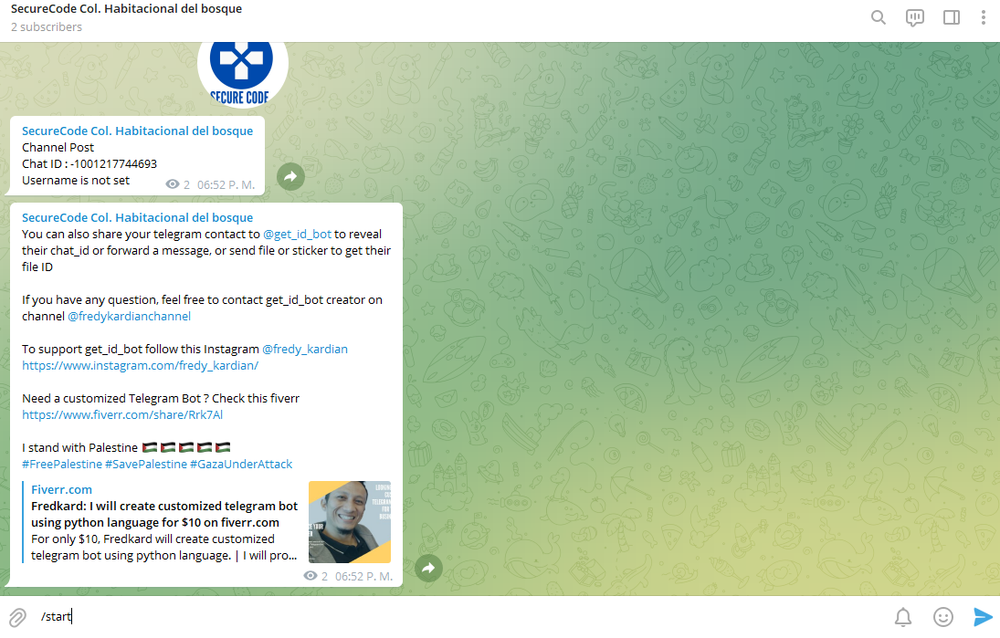 SecureCode Col. Habitacional del bosque
2 subscribers
SECURE CODE
SecureCode Col. Habitacional del bosque
Channel Post
Chat ID : -1001217744693
Username is not set
2 06:52 P. M.
SecureCode Col. Habitacional del bosque
You can also share your telegram contact to @get_id_bot to reveal
their chat_id or forward a message, or send file or sticker to get their
file ID
If you have any question, feel free to contact get_id_bot creator on
channel @fredykardianchannel
To support get_id_bot follow this Instagram @fredy_kardian
https://www.instagram.com/fredy_kardian/
Need a customized Telegram Bot ? Check this fiverr
https://www.fiverr.com/share/Rrk7Al
I stand with Palestine 🇵🇸🇵🇸🇵🇸🇵🇸🇵🇸
#FreePalestine #SavePalestine #GazaUnderAttack
Fiverr.com
Fredkard: I will create customized telegram bot
using python language for $10 on fiverr.com
For only $10, Fredkard will create customized
telegram bot using python language. | I will pro...
2 06:52 P. M.
/start